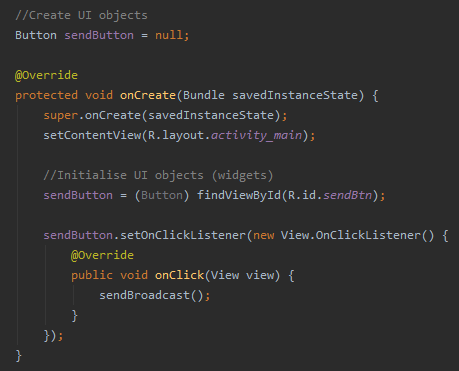 //Create UI objects
Button sendButton = null;

@Override
protected void onCreate(Bundle savedInstanceState) {
    super.onCreate(savedInstanceState);
    setContentView(R.layout.activity_main);

    //Initialise UI objects (widgets)
    sendButton = (Button) findViewById(R.id.sendBtn);

    sendButton.setOnClickListener(new View.OnClickListener() {
        @Override
        public void onClick(View view) {
            sendBroadcast();
        }
    });
}